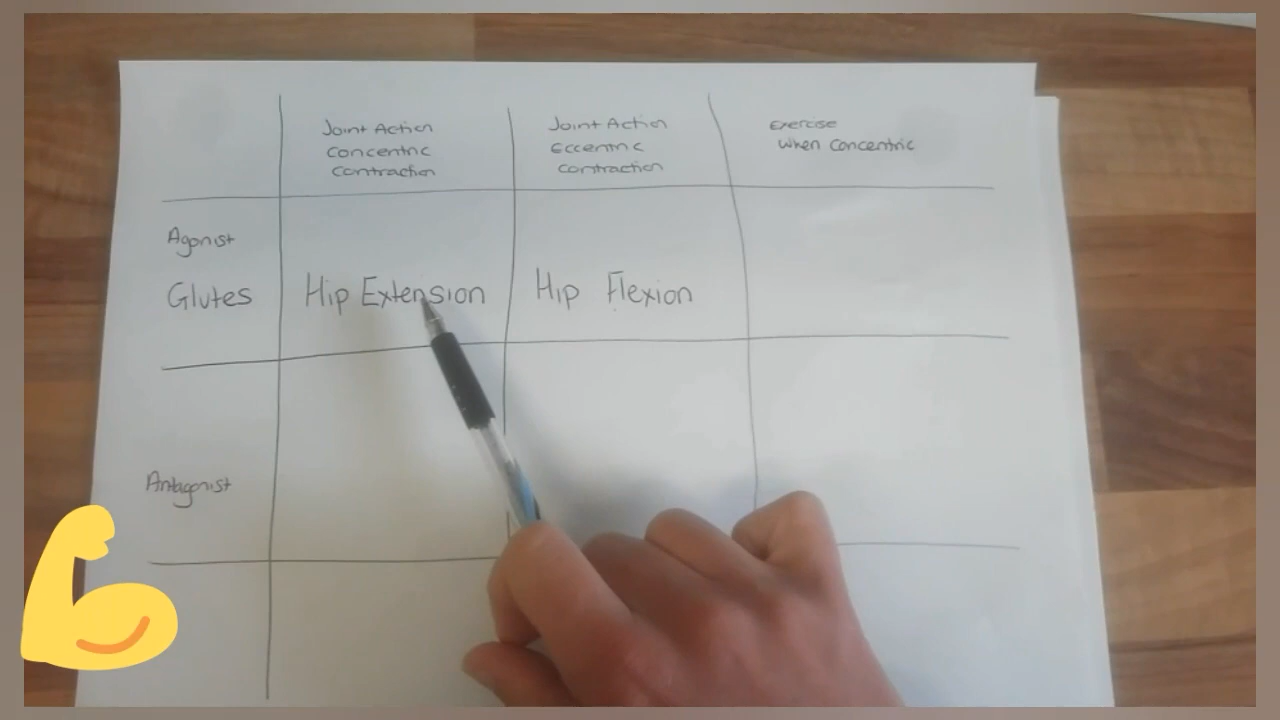 Joint Action
Concentric
Contraction
Joint Action
Eccentric
Contraction
Exercise
When Concentric
Agonist
Glutes
Hip Extension
Hip Flexion
Antagonist